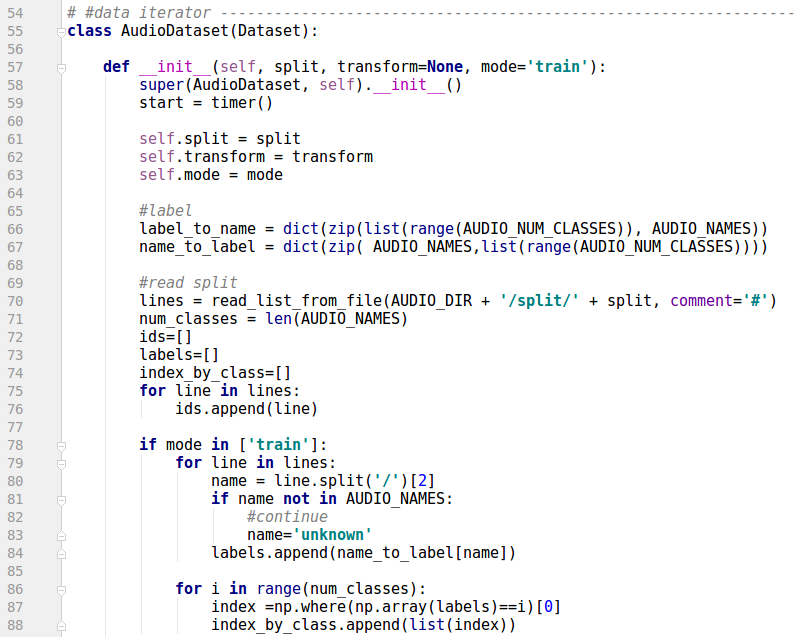 54 # #data iterator ----------------------------------------------------------------
55 class AudioDataset(Dataset):
56
57     def __init__(self, split, transform=None, mode='train'):
58         super(AudioDataset, self).__init__()
59         start = timer()
60
61         self.split = split
62         self.transform = transform
63         self.mode = mode
64
65         #label
66         label_to_name = dict(zip(list(range(AUDIO_NUM_CLASSES)), AUDIO_NAMES))
67         name_to_label = dict(zip( AUDIO_NAMES,list(range(AUDIO_NUM_CLASSES))))
68
69         #read split
70         lines = read_list_from_file(AUDIO_DIR + '/split/' + split, comment='#')
71         num_classes = len(AUDIO_NAMES)
72         ids=[]
73         labels=[]
74         index_by_class=[]
75         for line in lines:
76             ids.append(line)
77
78         if mode in ['train']:
79             for line in lines:
80                 name = line.split('/')[2]
81                 if name not in AUDIO_NAMES:
82                     #continue
83                     name='unknown'
84                 labels.append(name_to_label[name])
85
86             for i in range(num_classes):
87                 index =np.where(np.array(labels)==i)[0]
88                 index_by_class.append(list(index))